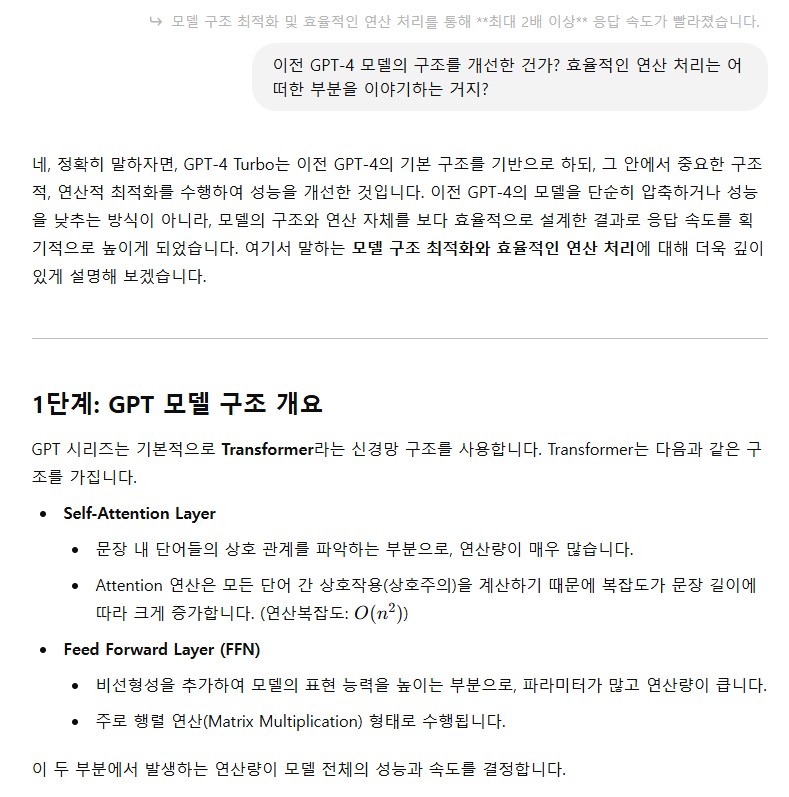 ↪ 모델 구조 최적화 및 효율적인 연산 처리를 통해 **최대 2배 이상** 응답 속도가 빨라졌습니다.
이전 GPT-4 모델의 구조를 개선한 건가? 효율적인 연산 처리는 어
떠한 부분을 이야기하는 거지?
네, 정확히 말하자면, GPT-4 Turbo는 이전 GPT-4의 기본 구조를 기반으로 하되, 그 안에서 중요한 구조
적, 연산적 최적화를 수행하여 성능을 개선한 것입니다. 이전 GPT-4의 모델을 단순히 압축하거나 성능
을 낮추는 방식이 아니라, 모델의 구조와 연산 자체를 보다 효율적으로 설계한 결과로 응답 속도를 획
기적으로 높이게 되었습니다. 여기서 말하는 모델 구조 최적화와 효율적인 연산 처리에 대해 더욱 깊이
있게 설명해 보겠습니다.
1단계: GPT 모델 구조 개요
GPT 시리즈는 기본적으로 Transformer라는 신경망 구조를 사용합니다. Transformer는 다음과 같은 구
조를 가집니다.
• Self-Attention Layer
• 문장 내 단어들의 상호 관계를 파악하는 부분으로, 연산량이 매우 많습니다.
• Attention 연산은 모든 단어 간 상호작용(상호주의)을 계산하기 때문에 복잡도가 문장 길이에
따라 크게 증가합니다. (연산복잡도: O(n²))
• Feed Forward Layer (FFN)
• 비선형성을 추가하여 모델의 표현 능력을 높이는 부분으로, 파라미터가 많고 연산량이 큽니다.
• 주로 행렬 연산(Matrix Multiplication) 형태로 수행됩니다.
이 두 부분에서 발생하는 연산량이 모델 전체의 성능과 속도를 결정합니다.